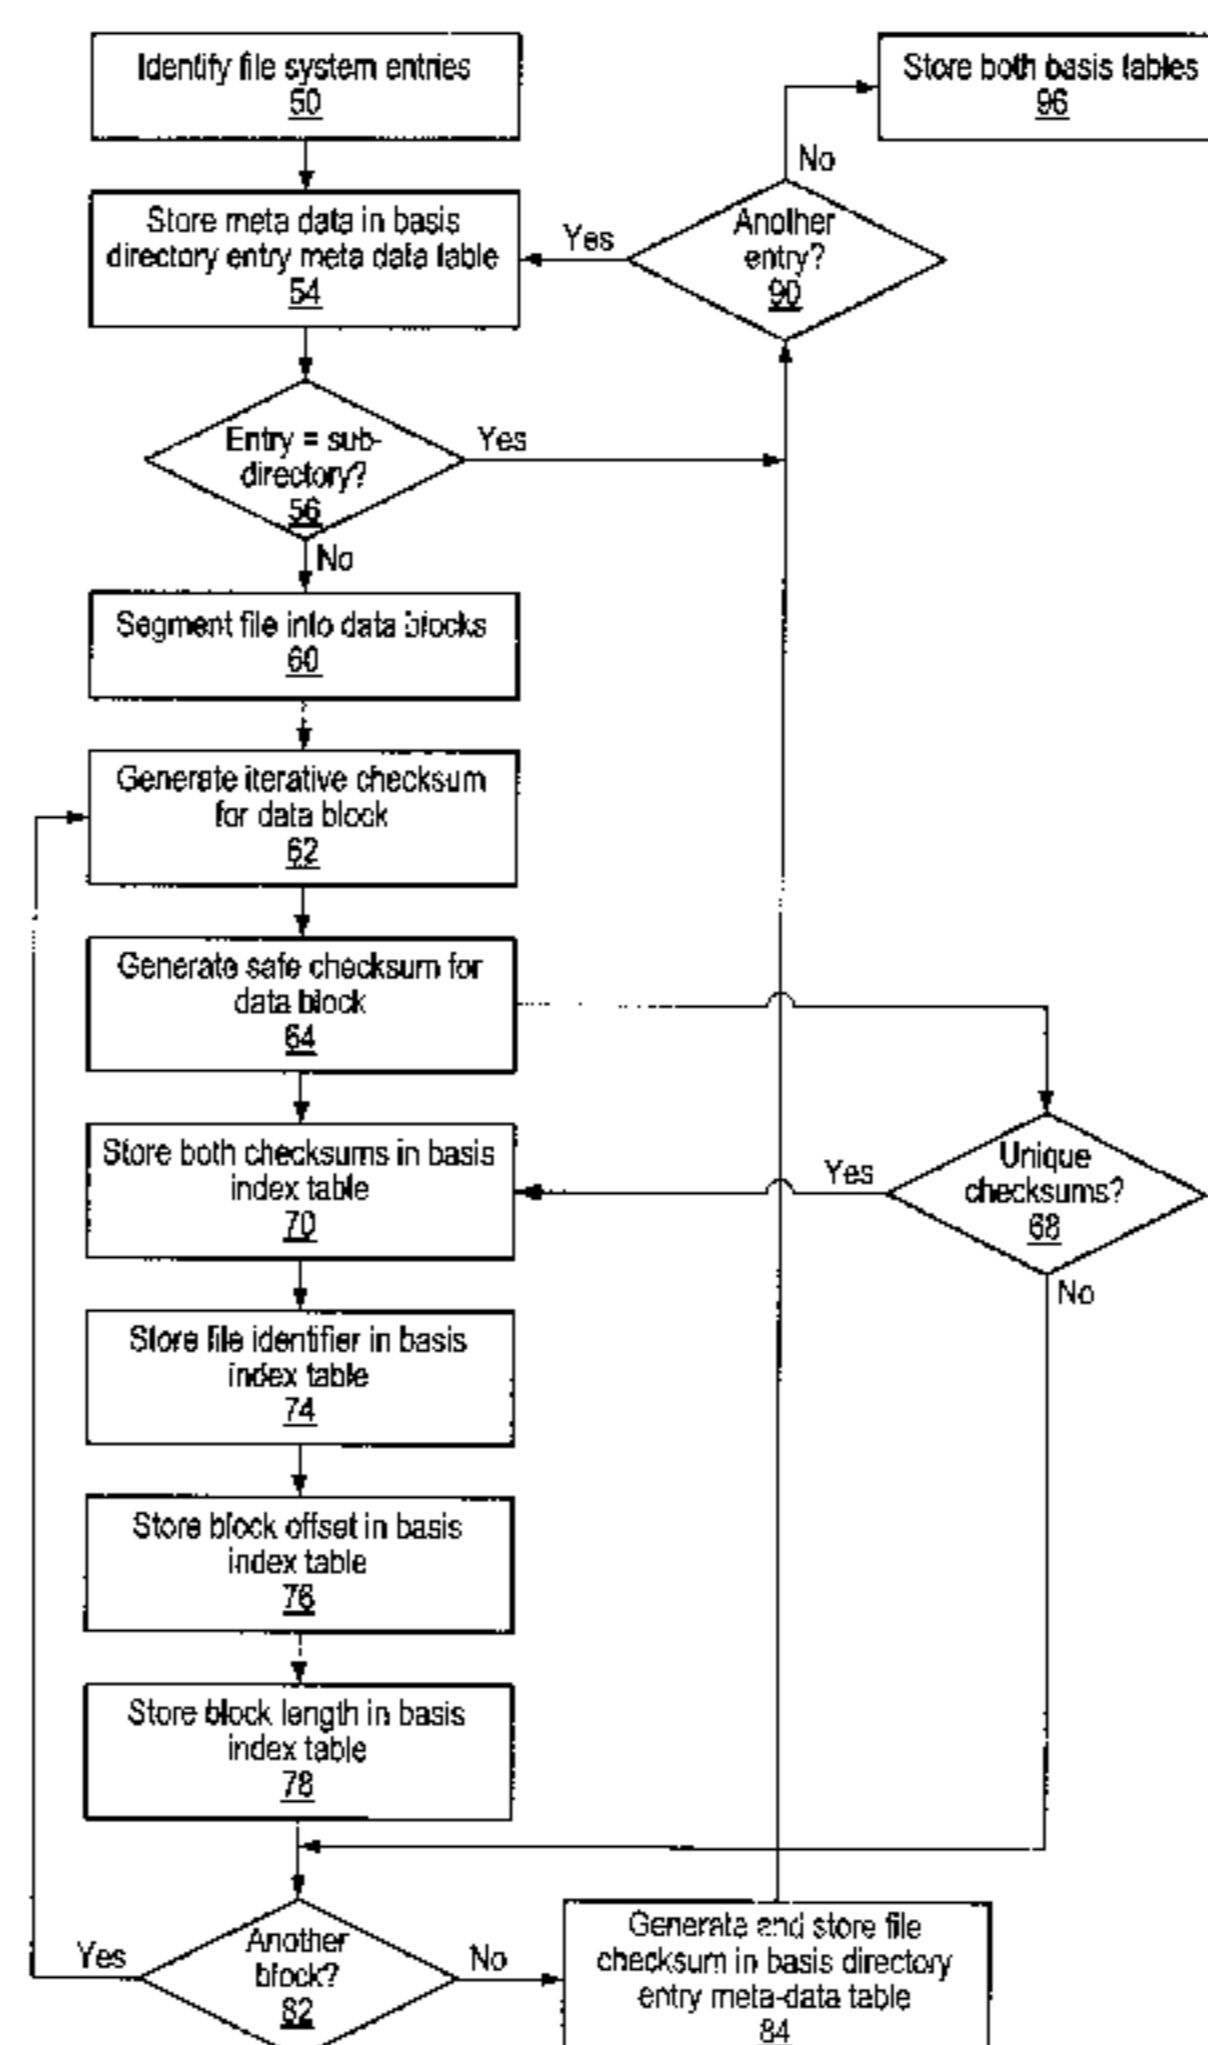 Identify file system entries
50
Store both basis tables
96
No
Store meta data in basis
directory entry meta data table
54
Yes
Another
entry?
90
Entry = sub-
directory?
56
Yes
No
Segment file into data blocks
60
Generate iterative checksum
for data block
62
Generate safe checksum for
data block
64
Store both checksums in basis
index table
70
Yes
Unique
checksums?
68
No
Store file identifier in basis
index table
74
Store block offset in basis
index table
76
Store block length in basis
index table
78
Yes
Another
block?
82
No
Generate and store file
checksum in basis directory
entry meta-data table
84